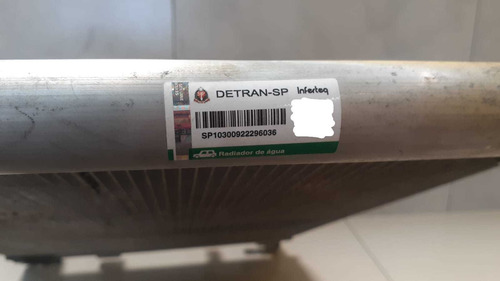 DETRAN-SP Inferteq
SP10300922296036
Radiador de água